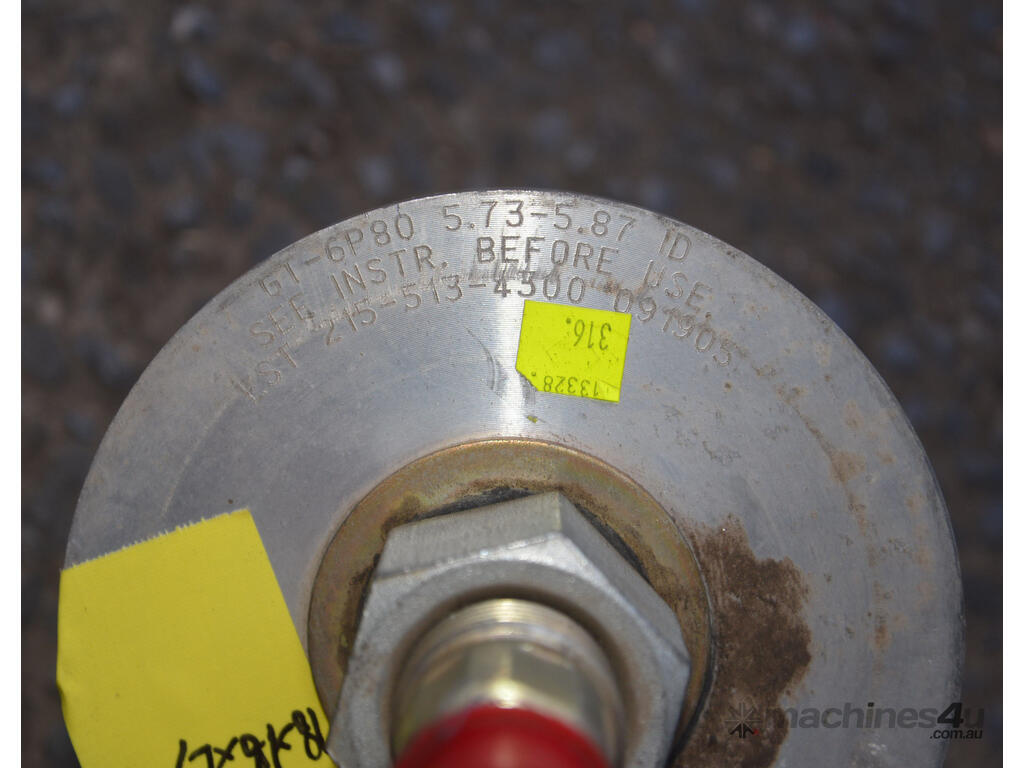 GT-6P80 5.73-5.87 ID
SEE INSTR. BEFORE USE.
VST 215-513-4300 091905
316.
13328.
machines4u
.com.au